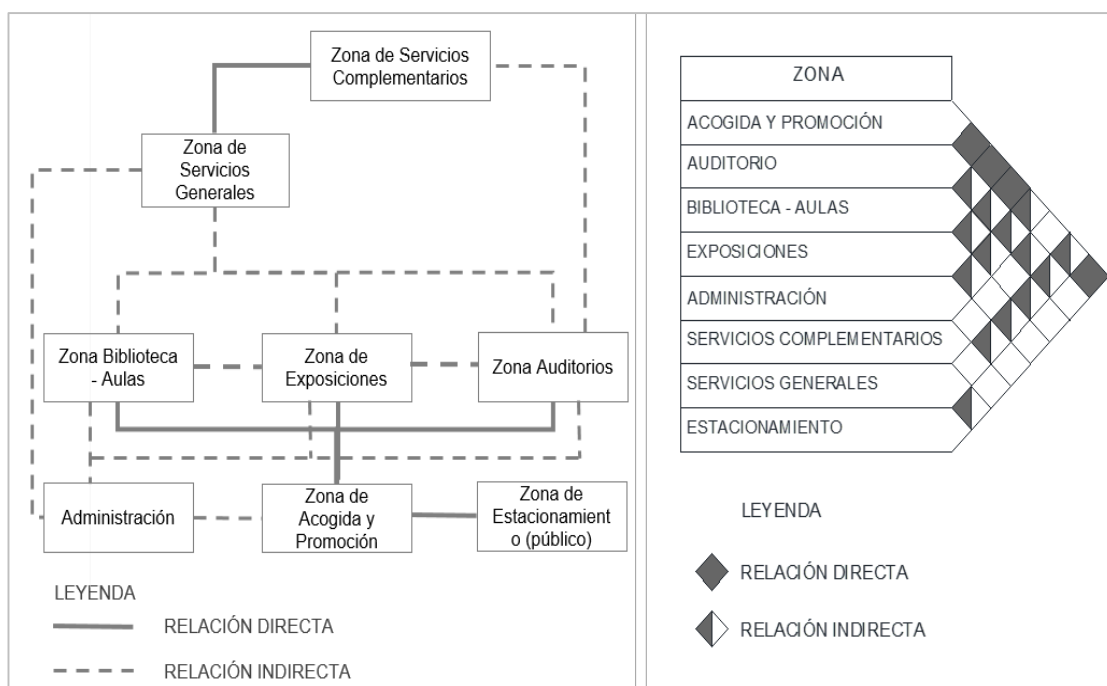 Zona de Servicios
Complementarios
Zona de
Servicios
Generales
Zona Biblioteca
- Aulas
Zona de
Exposiciones
Zona Auditorios
Administración
Zona de
Acogida y
Promoción
Zona de
Estacionamient
o (público)
LEYENDA
RELACIÓN DIRECTA
RELACIÓN INDIRECTA
ZONA
ACOGIDA Y PROMOCIÓN
AUDITORIO
BIBLIOTECA - AULAS
EXPOSICIONES
ADMINISTRACIÓN
SERVICIOS COMPLEMENTARIOS
SERVICIOS GENERALES
ESTACIONAMIENTO
LEYENDA
RELACIÓN DIRECTA
RELACIÓN INDIRECTA